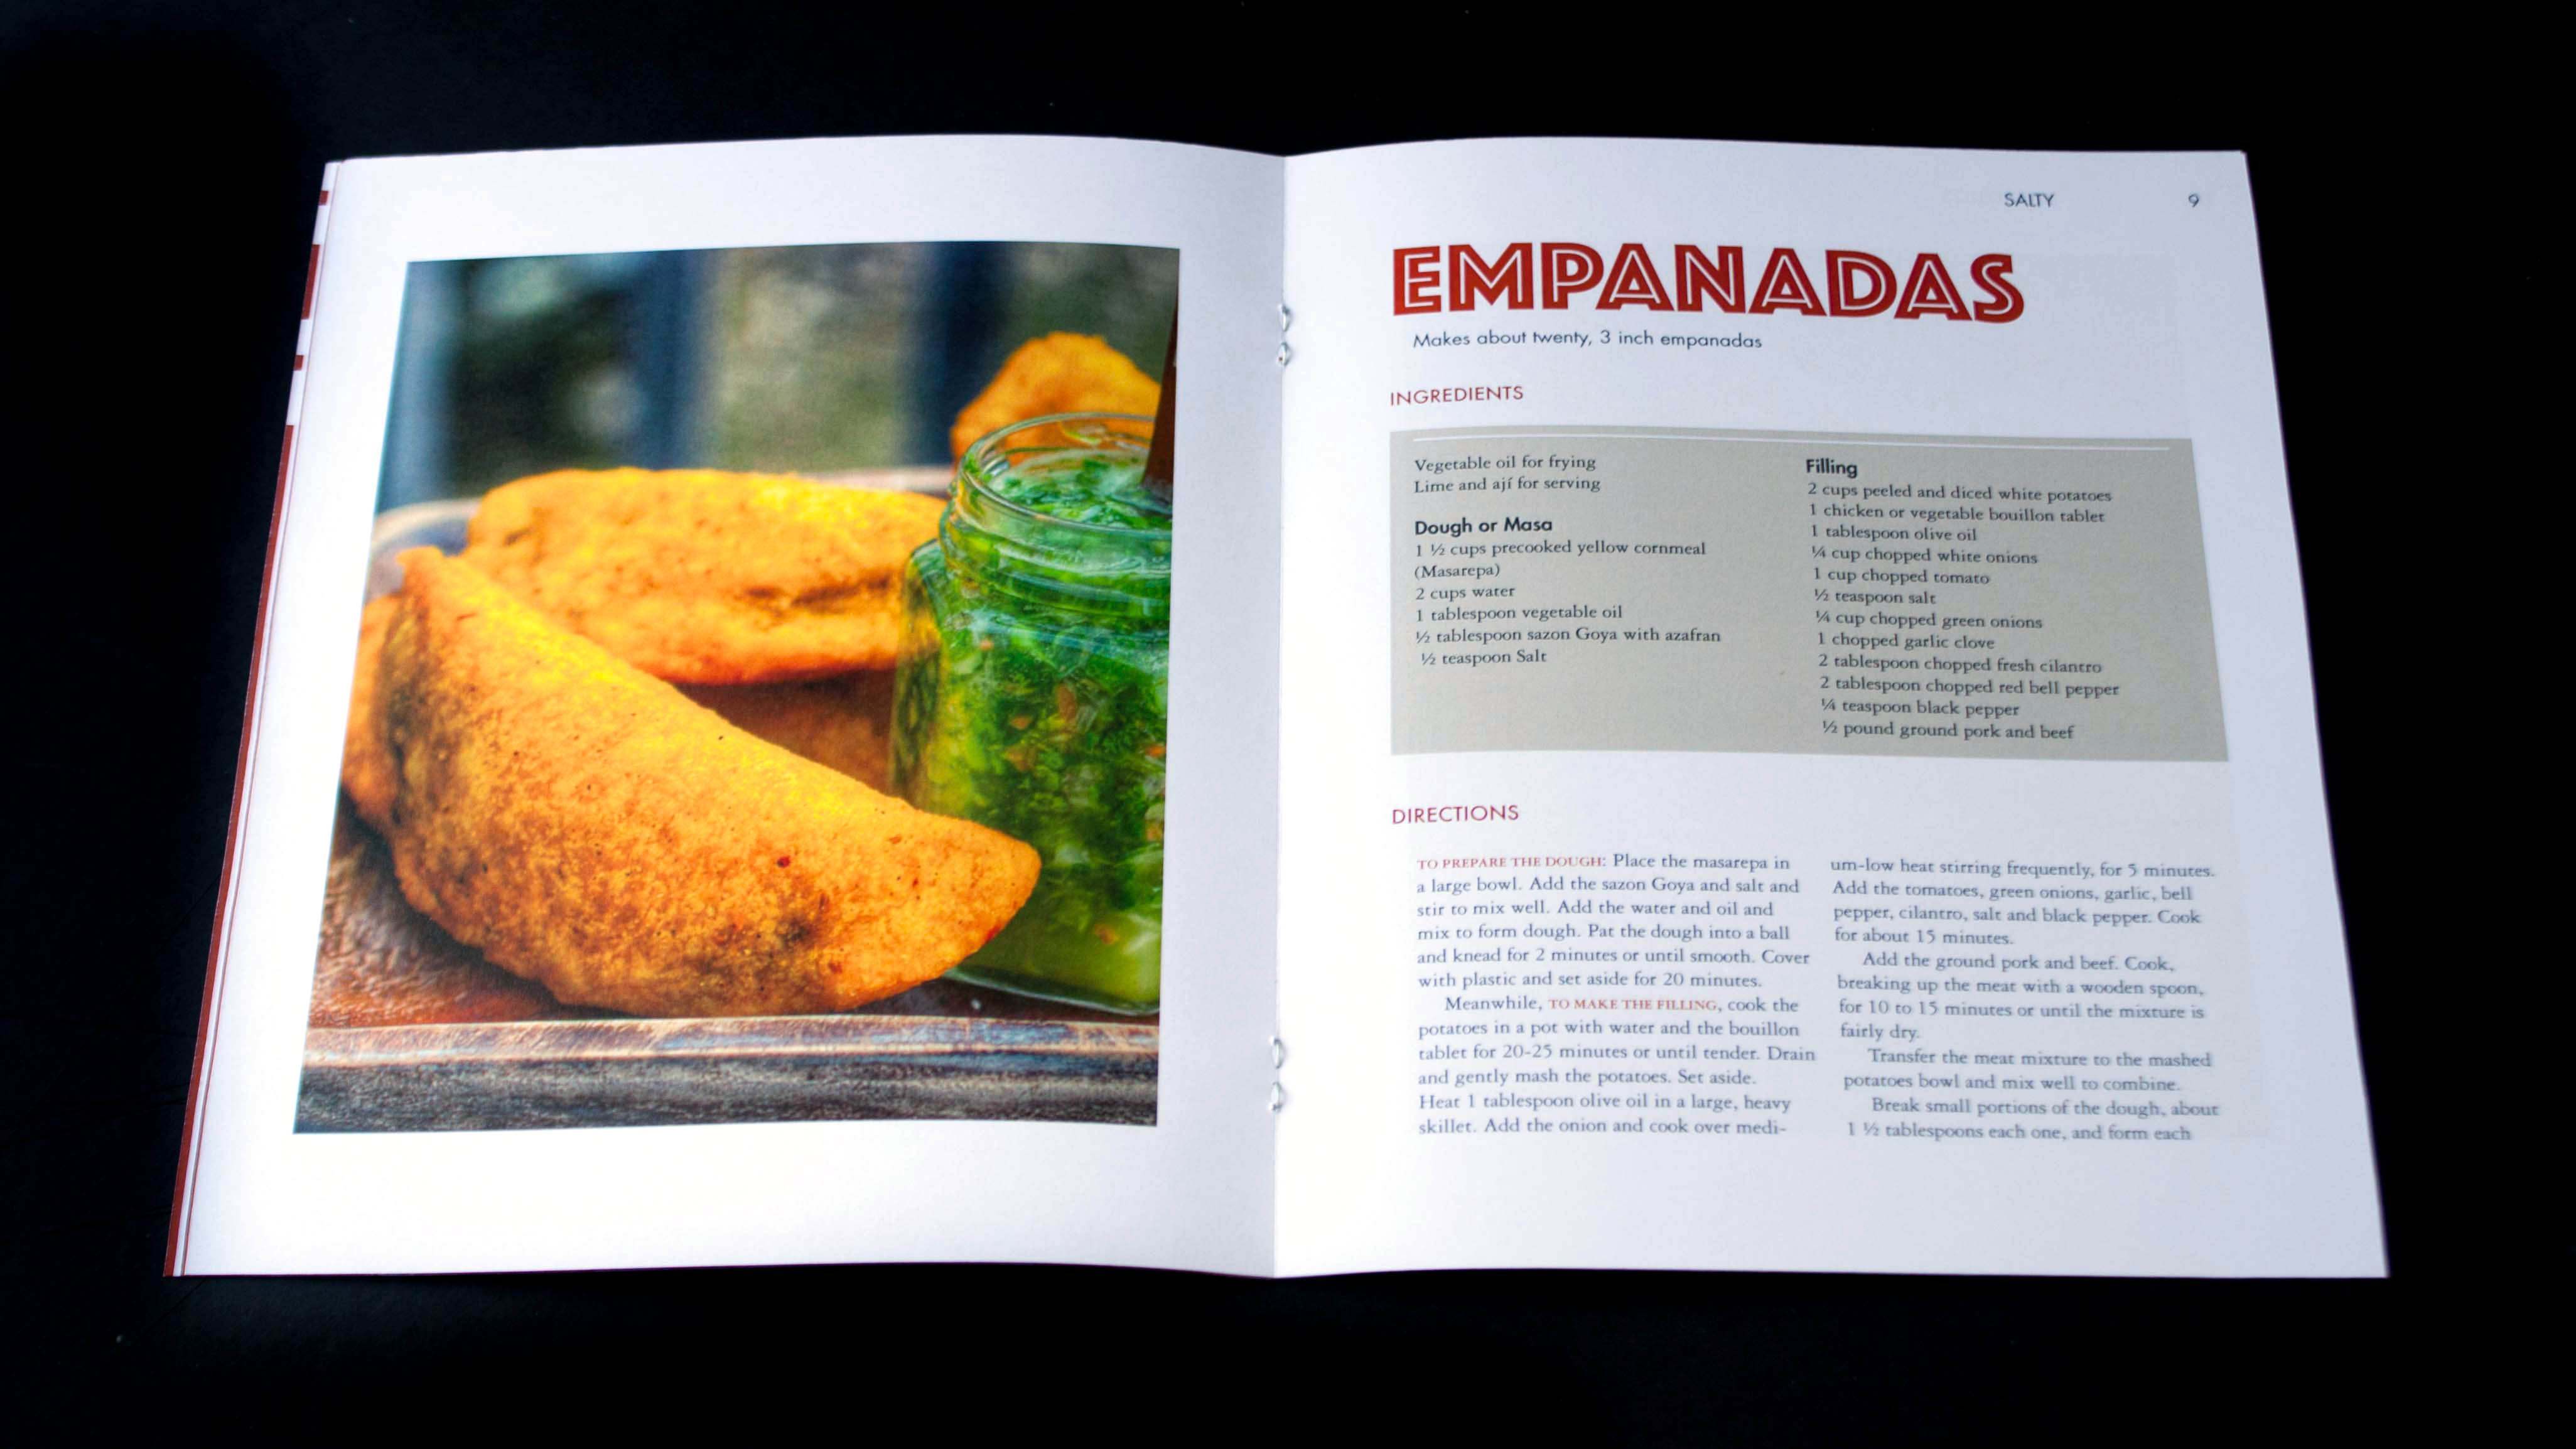 SALTY 9
EMPANADAS
Makes about twenty, 3 inch empanadas
INGREDIENTS
Vegetable oil for frying
Lime and ají for serving
Dough or Masa
1 ½ cups precooked yellow cornmeal
(Masarepa)
2 cups water
1 tablespoon vegetable oil
½ tablespoon sazon Goya with azafran
½ teaspoon Salt
Filling
2 cups peeled and diced white potatoes
1 chicken or vegetable bouillon tablet
1 tablespoon olive oil
¼ cup chopped white onions
1 cup chopped tomato
½ teaspoon salt
¼ cup chopped green onions
1 chopped garlic clove
2 tablespoon chopped fresh cilantro
2 tablespoon chopped red bell pepper
¼ teaspoon black pepper
½ pound ground pork and beef
DIRECTIONS
TO PREPARE THE DOUGH: Place the masarepa in
a large bowl. Add the sazon Goya and salt and
stir to mix well. Add the water and oil and
mix to form dough. Pat the dough into a ball
and knead for 2 minutes or until smooth. Cover
with plastic and set aside for 20 minutes.
Meanwhile, TO MAKE THE FILLING, cook the
potatoes in a pot with water and the bouillon
tablet for 20-25 minutes or until tender. Drain
and gently mash the potatoes. Set aside.
Heat 1 tablespoon olive oil in a large, heavy
skillet. Add the onion and cook over medi-
um-low heat stirring frequently, for 5 minutes.
Add the tomatoes, green onions, garlic, bell
pepper, cilantro, salt and black pepper. Cook
for about 15 minutes.
Add the ground pork and beef. Cook,
breaking up the meat with a wooden spoon,
for 10 to 15 minutes or until the mixture is
fairly dry.
Transfer the meat mixture to the mashed
potatoes bowl and mix well to combine.
Break small portions of the dough, about
1 ½ tablespoons each one, and form each